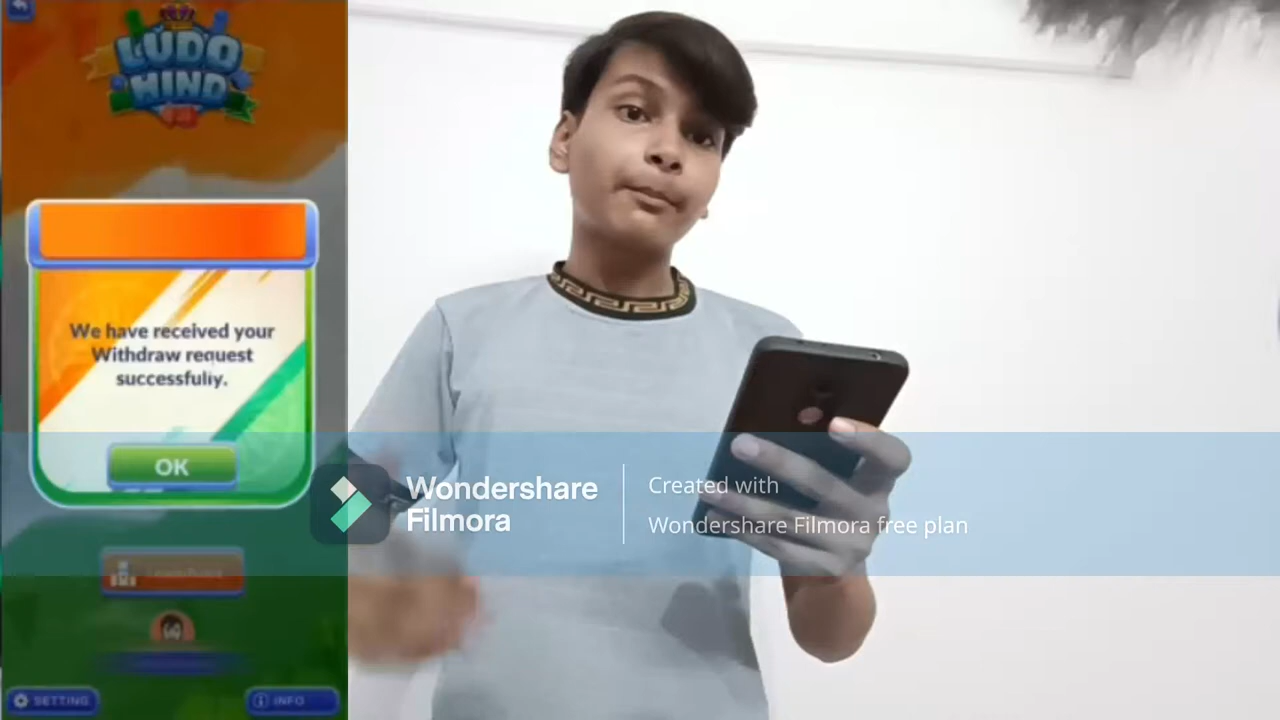 LUDO
HIND
We have received your
Withdraw request
successfully.
OK
SETTING
INFO
Wondershare
Filmora
Created with
Wondershare Filmora free plan